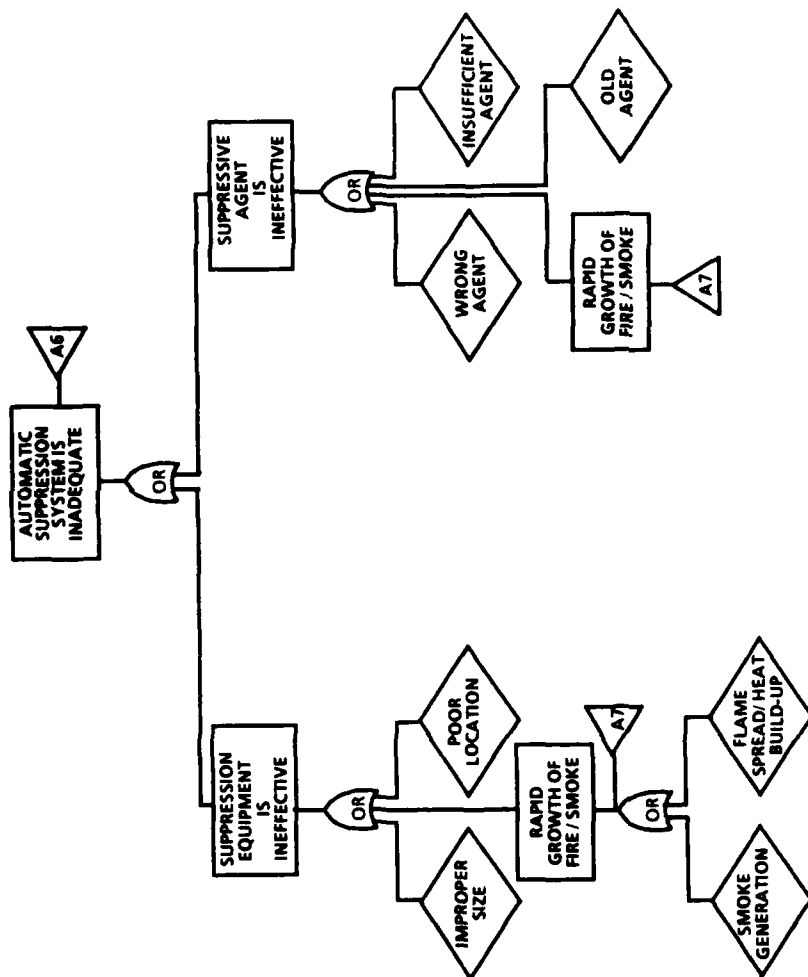 AUTOMATIC
SUPPRESSION
SYSTEM IS
INADEQUATE
A6
OR
SUPPRESSION
EQUIPMENT
IS
INEFFECTIVE
SUPPRESSIVE
AGENT
IS
INEFFECTIVE
OR
OR
IMPROPER
SIZE
POOR
LOCATION
WRONG
AGENT
INSUFFICIENT
AGENT
RAPID
GROWTH OF
FIRE / SMOKE
A7
OR
RAPID
GROWTH OF
FIRE / SMOKE
A7
OLD
AGENT
SMOKE
GENERATION
FLAME
SPREAD/ HEAT
BUILD-UP